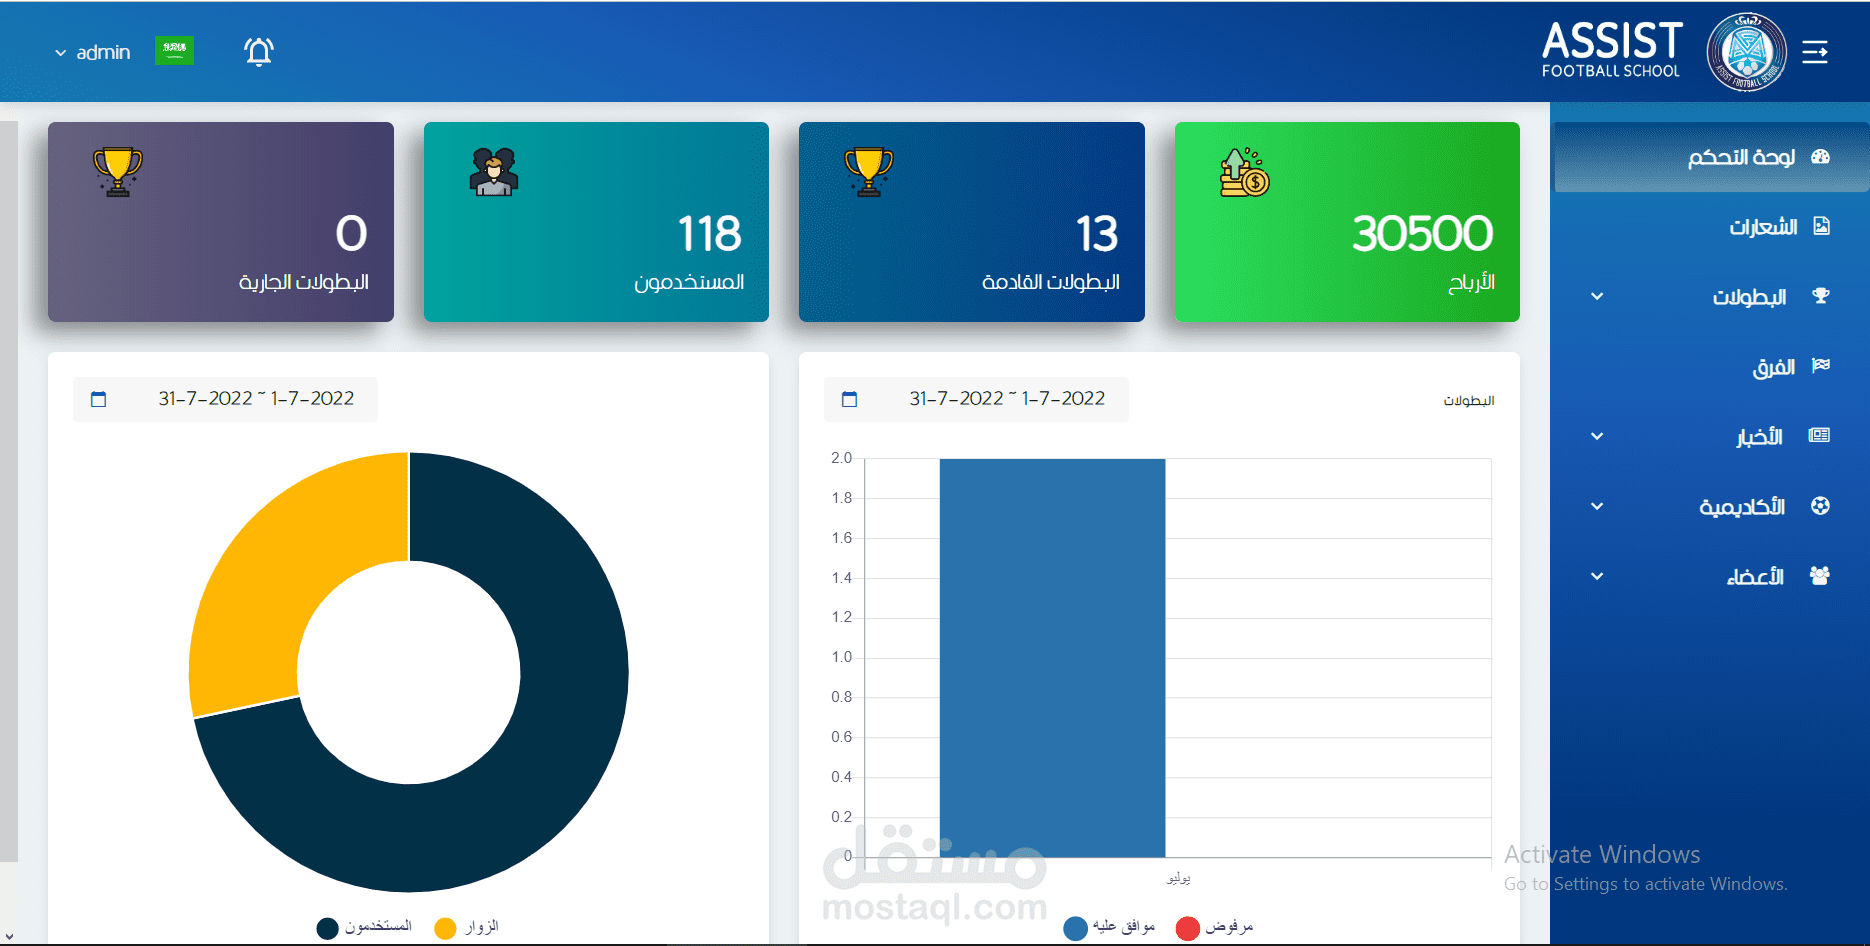 ASSIST
FOOTBALL SCHOOL
ASSIST FOOTBALL SCHOOL
admin
لوحة التحكم
الشعارات
البطولات
الفرق
الأخبار
الأكاديمية
الأعضاء
30500
الأرباح
13
البطولات القادمة
118
المستخدمون
0
البطولات الجارية
البطولات
31-7-2022 ~ 1-7-2022
2.0
1.8
1.6
1.4
1.2
1.0
0.8
0.6
0.4
0.2
0
يوليو
موافق عليه
مرفوض
31-7-2022 ~ 1-7-2022
المستخدمون
الزوار
مستقل
mostaql.com
Activate Windows
Go to Settings to activate Windows.